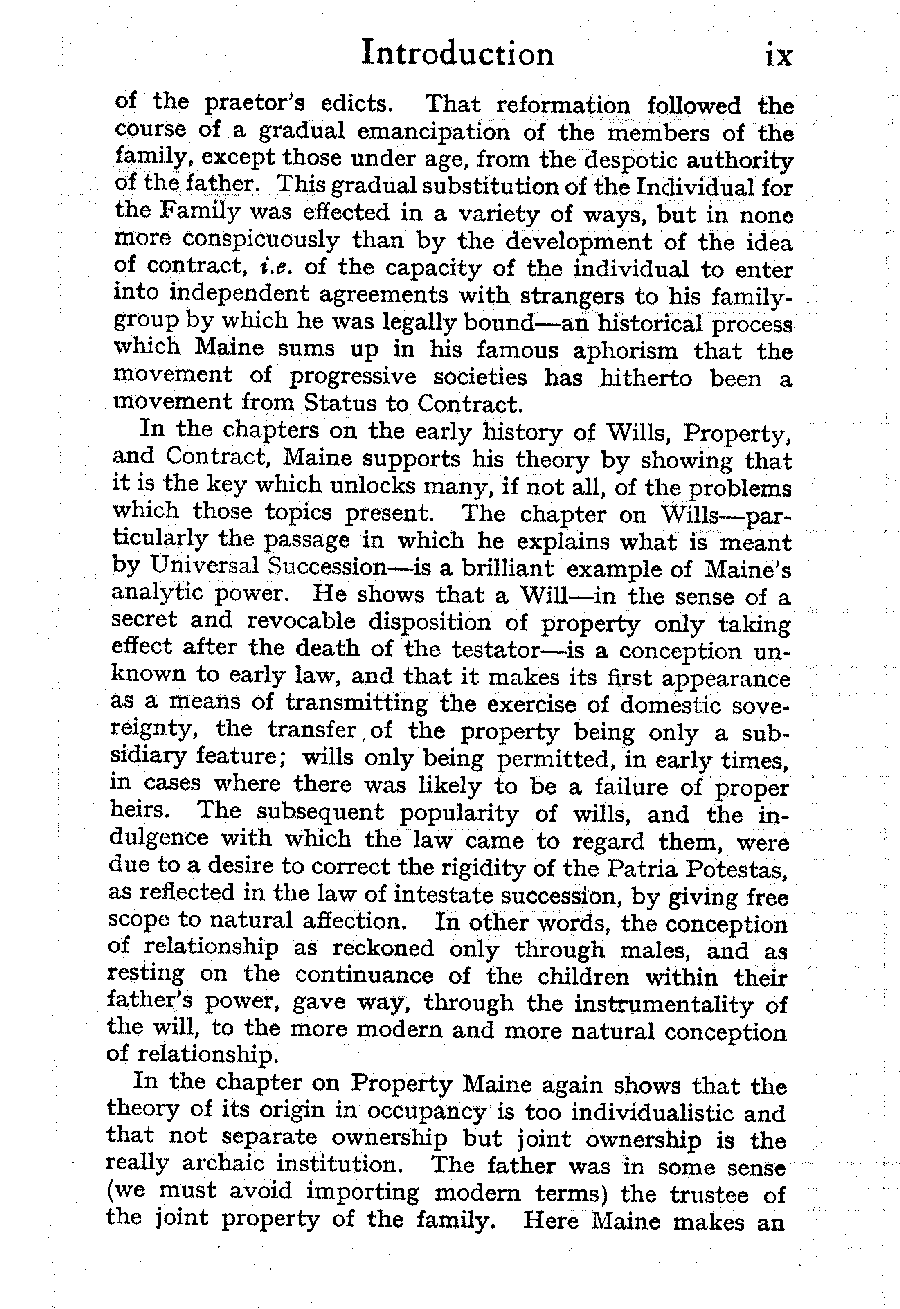 Introduction ix
of the praetor's edicts. That reformation followed the
course of a gradual emancipation of the members of the
family, except those under age, from the despotic authority
of the father. This gradual substitution of the Individual for
the Family was effected in a variety of ways, but in none
more conspicuously than by the development of the idea
of contract, i.e. of the capacity of the individual to enter
into independent agreements with strangers to his family-
group by which he was legally bound—an historical process
which Maine sums up in his famous aphorism that the
movement of progressive societies has hitherto been a
movement from Status to Contract.
In the chapters on the early history of Wills, Property,
and Contract, Maine supports his theory by showing that
it is the key which unlocks many, if not all, of the problems
which those topics present. The chapter on Wills—par-
ticularly the passage in which he explains what is meant
by Universal Succession—is a brilliant example of Maine's
analytic power. He shows that a Will—in the sense of a
secret and revocable disposition of property only taking
effect after the death of the testator—is a conception un-
known to early law, and that it makes its first appearance
as a means of transmitting the exercise of domestic sove-
reignty, the transfer of the property being only a sub-
sidiary feature; wills only being permitted, in early times,
in cases where there was likely to be a failure of proper
heirs. The subsequent popularity of wills, and the in-
dulgence with which the law came to regard them, were
due to a desire to correct the rigidity of the Patria Potestas,
as reflected in the law of intestate succession, by giving free
scope to natural affection. In other words, the conception
of relationship as reckoned only through males, and as
resting on the continuance of the children within their
father's power, gave way, through the instrumentality of
the will, to the more modern and more natural conception
of relationship.
In the chapter on Property Maine again shows that the
theory of its origin in occupancy is too individualistic and
that not separate ownership but joint ownership is the
really archaic institution. The father was in some sense
(we must avoid importing modern terms) the trustee of
the joint property of the family. Here Maine makes an